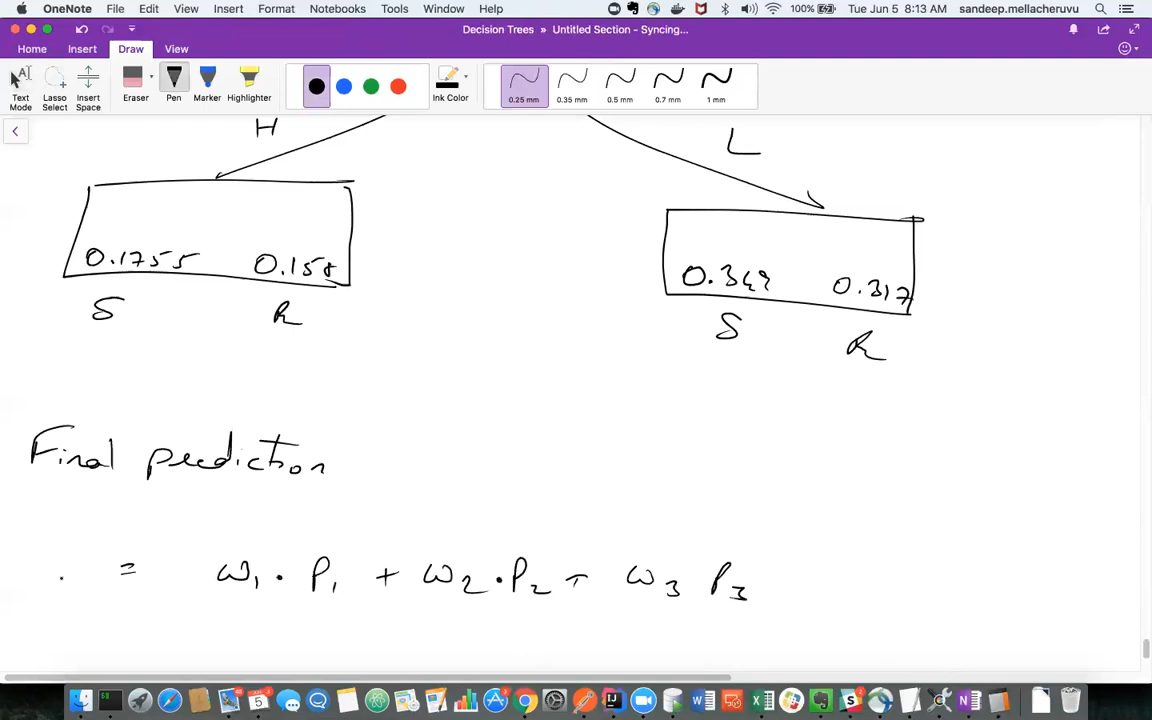 OneNote File Edit View Insert Format Notebooks Tools Window Help 100% Tue Jun 5 8:13 AM sandeep.mellacheruvu
Decision Trees » Untitled Section - Syncing...
Home Insert Draw View
Text Mode Lasso Select Insert Space Eraser Pen Marker Highlighter Ink Color 0.25 mm 0.35 mm 0.5 mm 0.7 mm 1 mm
H L
0.1755 0.158 0.349 0.317
S R S R
Final prediction
= ω1 · P1 + ω2 · P2 + ω3 P3